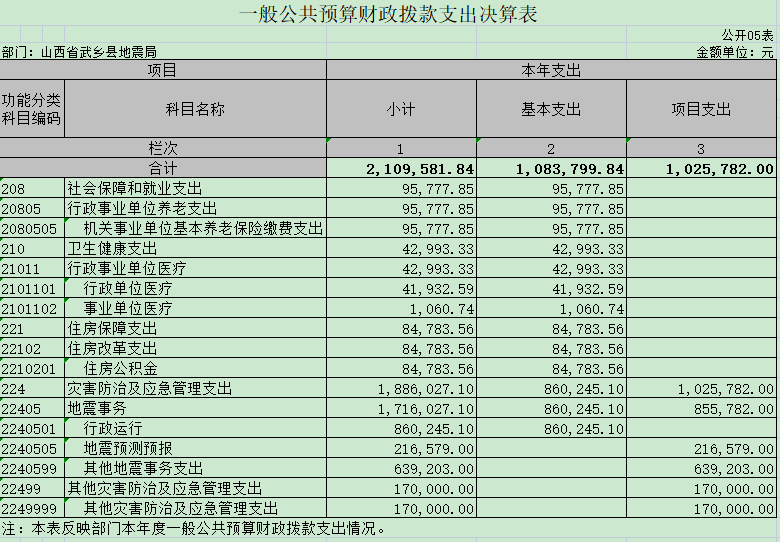 一般公共预算财政拨款支出决算表
公开05表
部门：山西省武乡县地震局 金额单位：元
项目 本年支出
功能分类科目编码 科目名称 小计 基本支出 项目支出
栏次 1 2 3
合计 2,109,581.84 1,083,799.84 1,025,782.00
208 社会保障和就业支出 95,777.85 95,777.85
20805 行政事业单位养老支出 95,777.85 95,777.85
2080505 机关事业单位基本养老保险缴费支出 95,777.85 95,777.85
210 卫生健康支出 42,993.33 42,993.33
21011 行政事业单位医疗 42,993.33 42,993.33
2101101 行政单位医疗 41,932.59 41,932.59
2101102 事业单位医疗 1,060.74 1,060.74
221 住房保障支出 84,783.56 84,783.56
22102 住房改革支出 84,783.56 84,783.56
2210201 住房公积金 84,783.56 84,783.56
224 灾害防治及应急管理支出 1,886,027.10 860,245.10 1,025,782.00
22405 地震事务 1,716,027.10 860,245.10 855,782.00
2240501 行政运行 860,245.10 860,245.10
2240505 地震预测预报 216,579.00 216,579.00
2240599 其他地震事务支出 639,203.00 639,203.00
22499 其他灾害防治及应急管理支出 170,000.00 170,000.00
2249999 其他灾害防治及应急管理支出 170,000.00 170,000.00
注：本表反映部门本年度一般公共预算财政拨款支出情况。